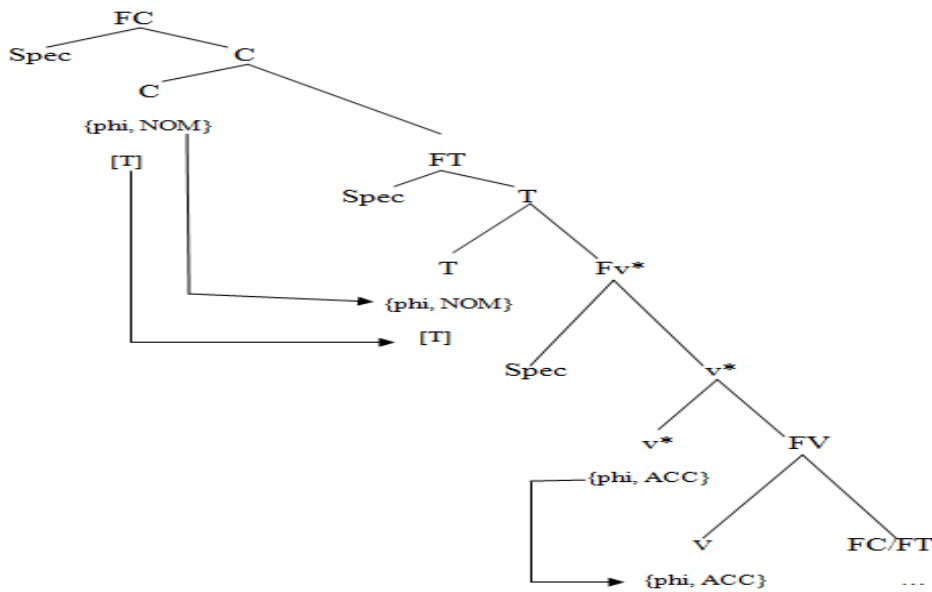 FC
Spec C
C
{phi, NOM}
[T]
FT
Spec T
T Fv*
{phi, NOM}
[T]
Spec v*
v* FV
{phi, ACC}
V FC/FT
{phi, ACC} ...